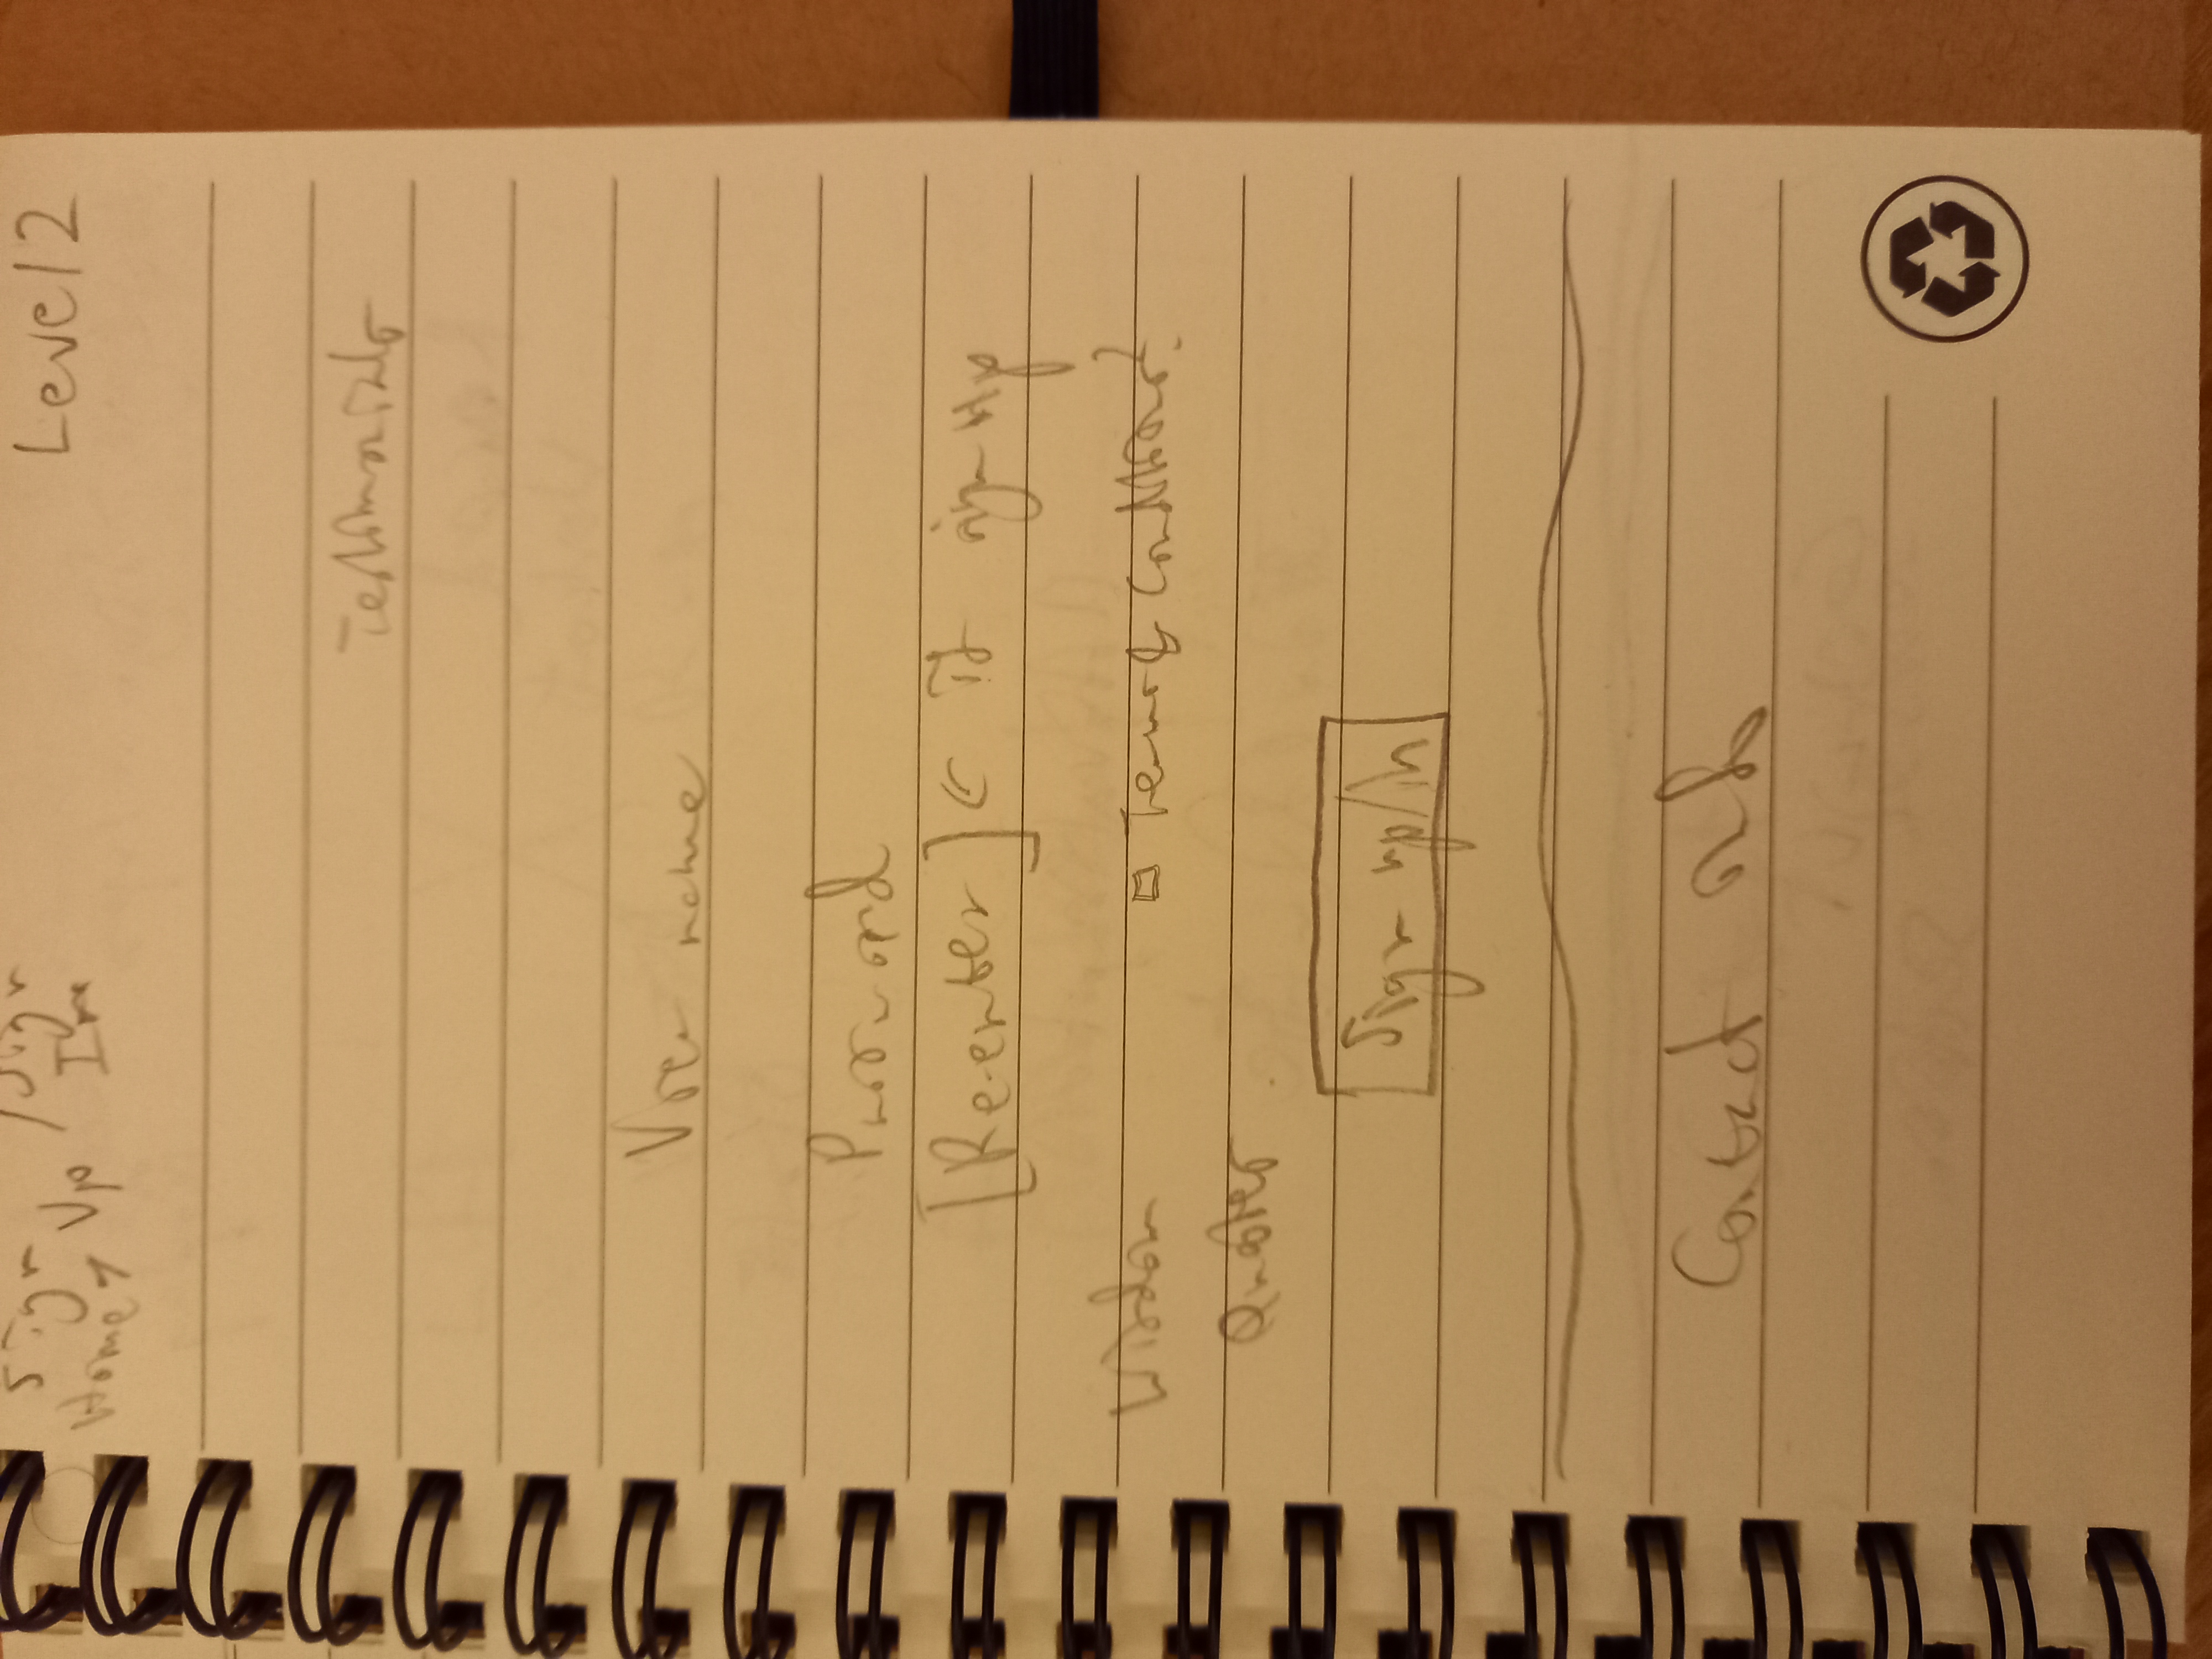 Sign / Sign
Home > Up In
Level 2
Testimonials
User name
Password
[Re-enter] ← if sign up
Wisdom
□ Terms & Conditions?
Quotes
Sign up/in
Contact info